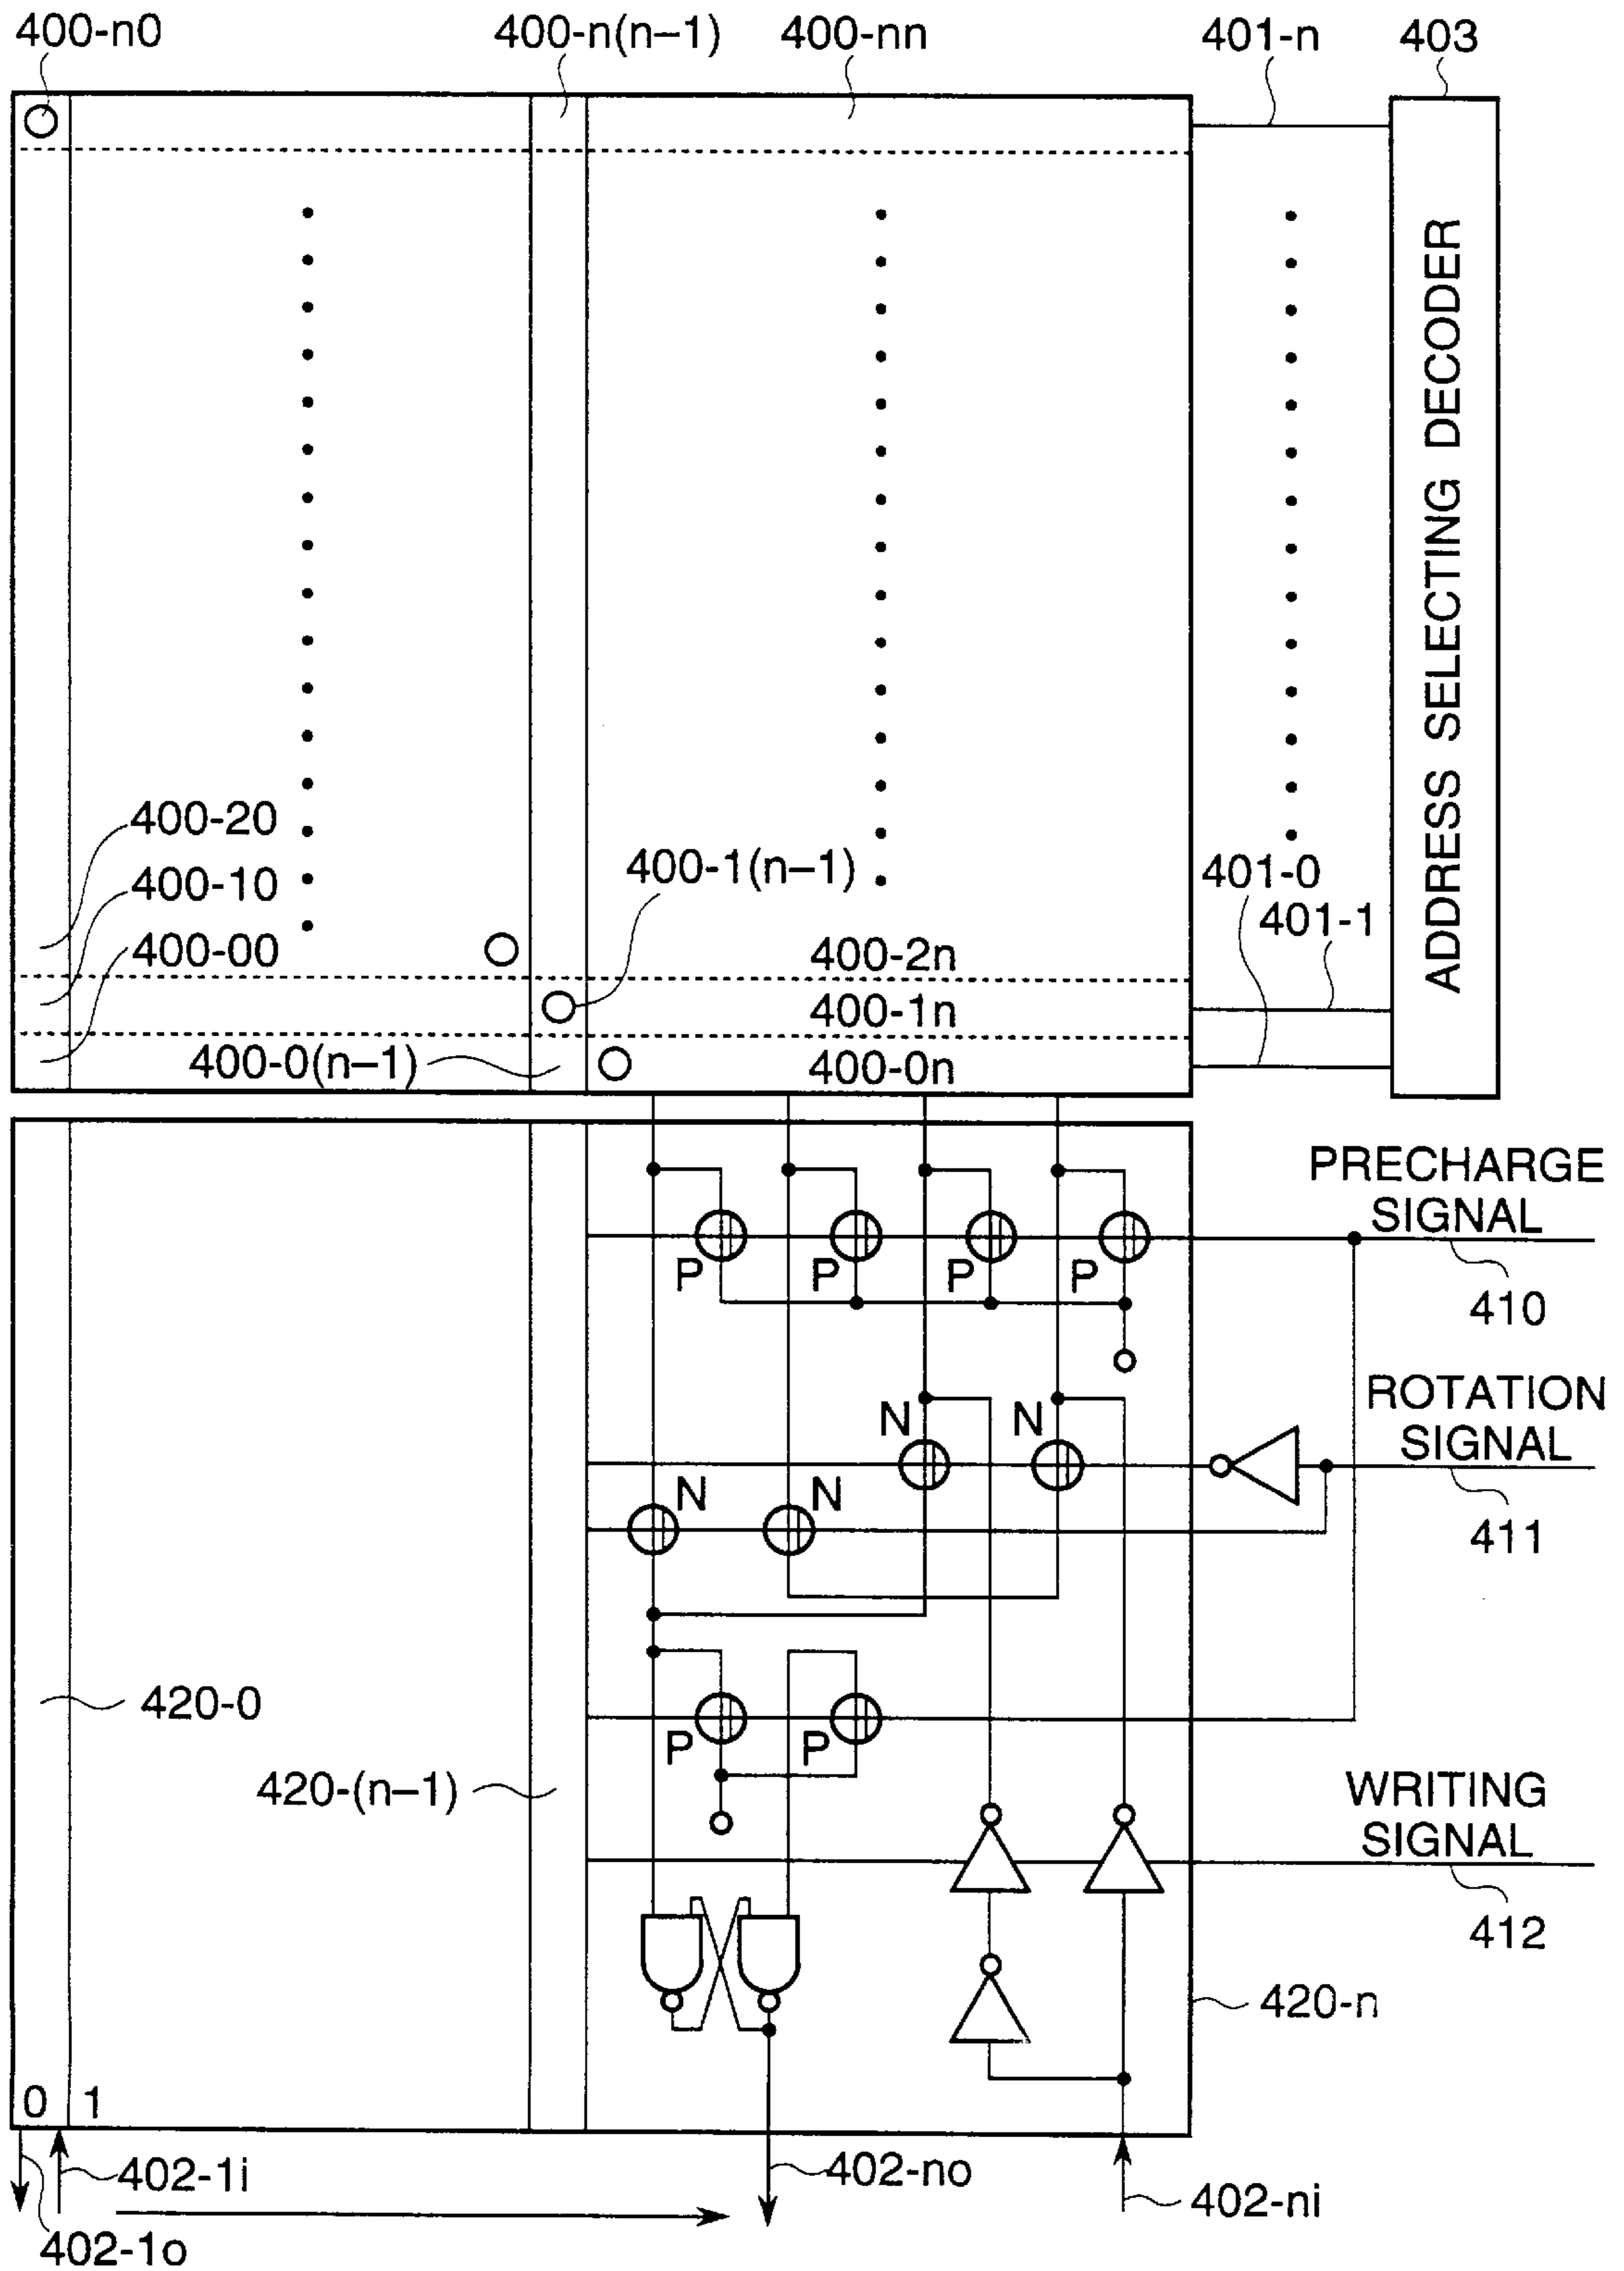 400-n0
400-n(n–1)
400-nn
401-n
403
ADDRESS SELECTING DECODER
400-20
400-10
400-00
400-1(n–1)
401-0
401-1
400-2n
400-1n
400-0(n–1)
400-0n
PRECHARGE
SIGNAL
410
P
P
P
P
ROTATION
SIGNAL
411
N
N
N
N
420-0
P
P
420-(n–1)
WRITING
SIGNAL
412
420-n
0
1
402-1i
402-no
402-ni
402-1o